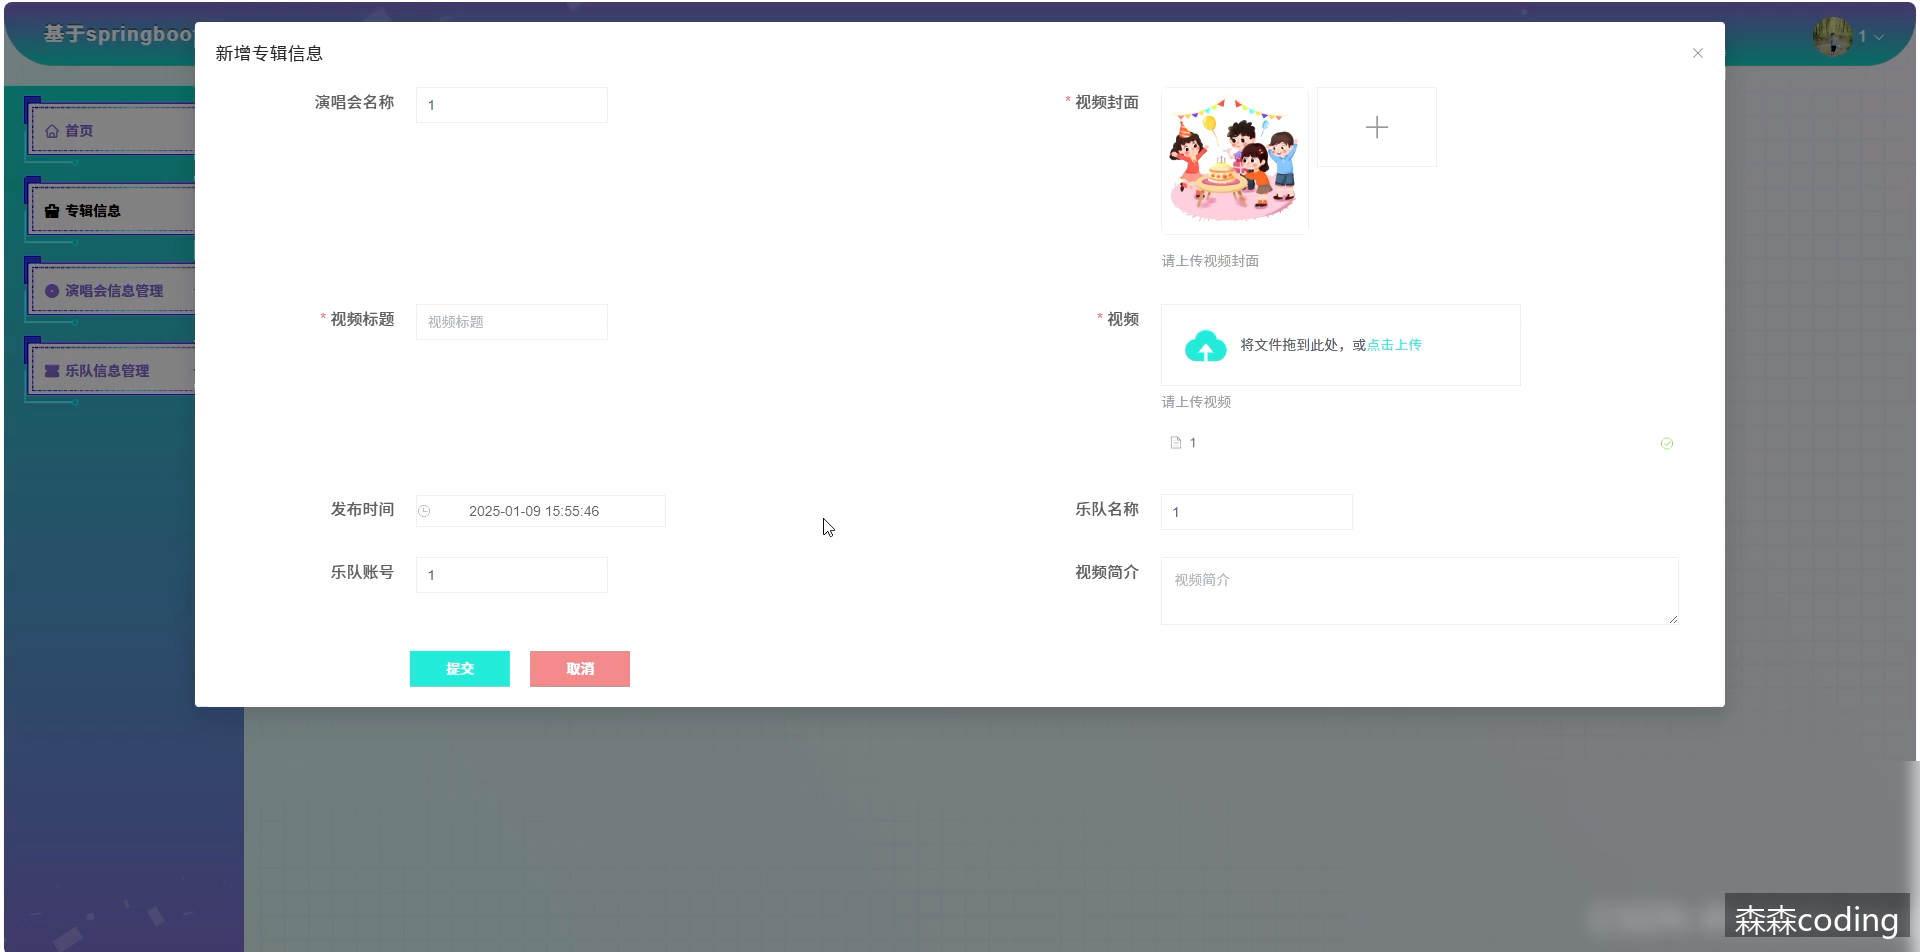 基于springboo
1
新增专辑信息
首页
专辑信息
演唱会信息管理
乐队信息管理
演唱会名称
1
* 视频封面
请上传视频封面
* 视频标题
视频标题
* 视频
将文件拖到此处，或点击上传
请上传视频
1
发布时间
2025-01-09 15:55:46
乐队名称
1
乐队账号
1
视频简介
视频简介
提交
取消
森森coding